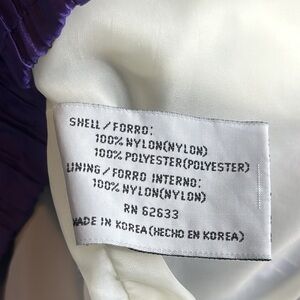 SHELL/FORRO:
100% NYLON(NYLON)
100% POLYESTER(POLYESTER)
LINING/FORRO INTERNO:
100% NYLON(NYLON)
RN 62633
MADE IN KOREA(HECHO EN KOREA)